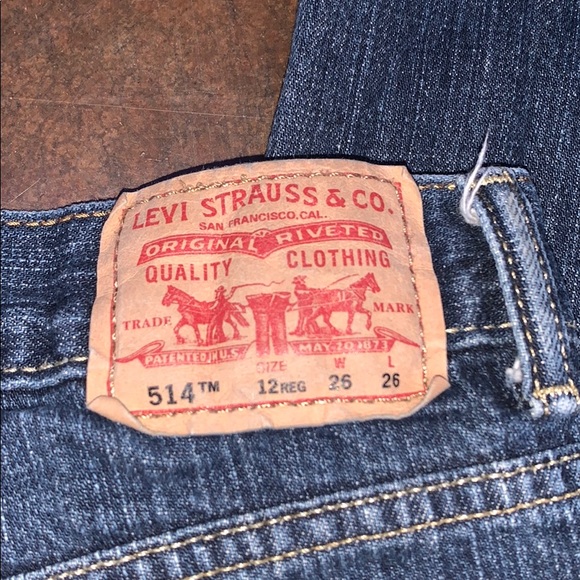 LEVI STRAUSS & CO.
SAN FRANCISCO, CAL.
ORIGINAL RIVETED
QUALITY CLOTHING
TRADE MARK
PATENTED IN U.S. MAY 20 1873
SIZE W L
514™ 12 REG 26 26